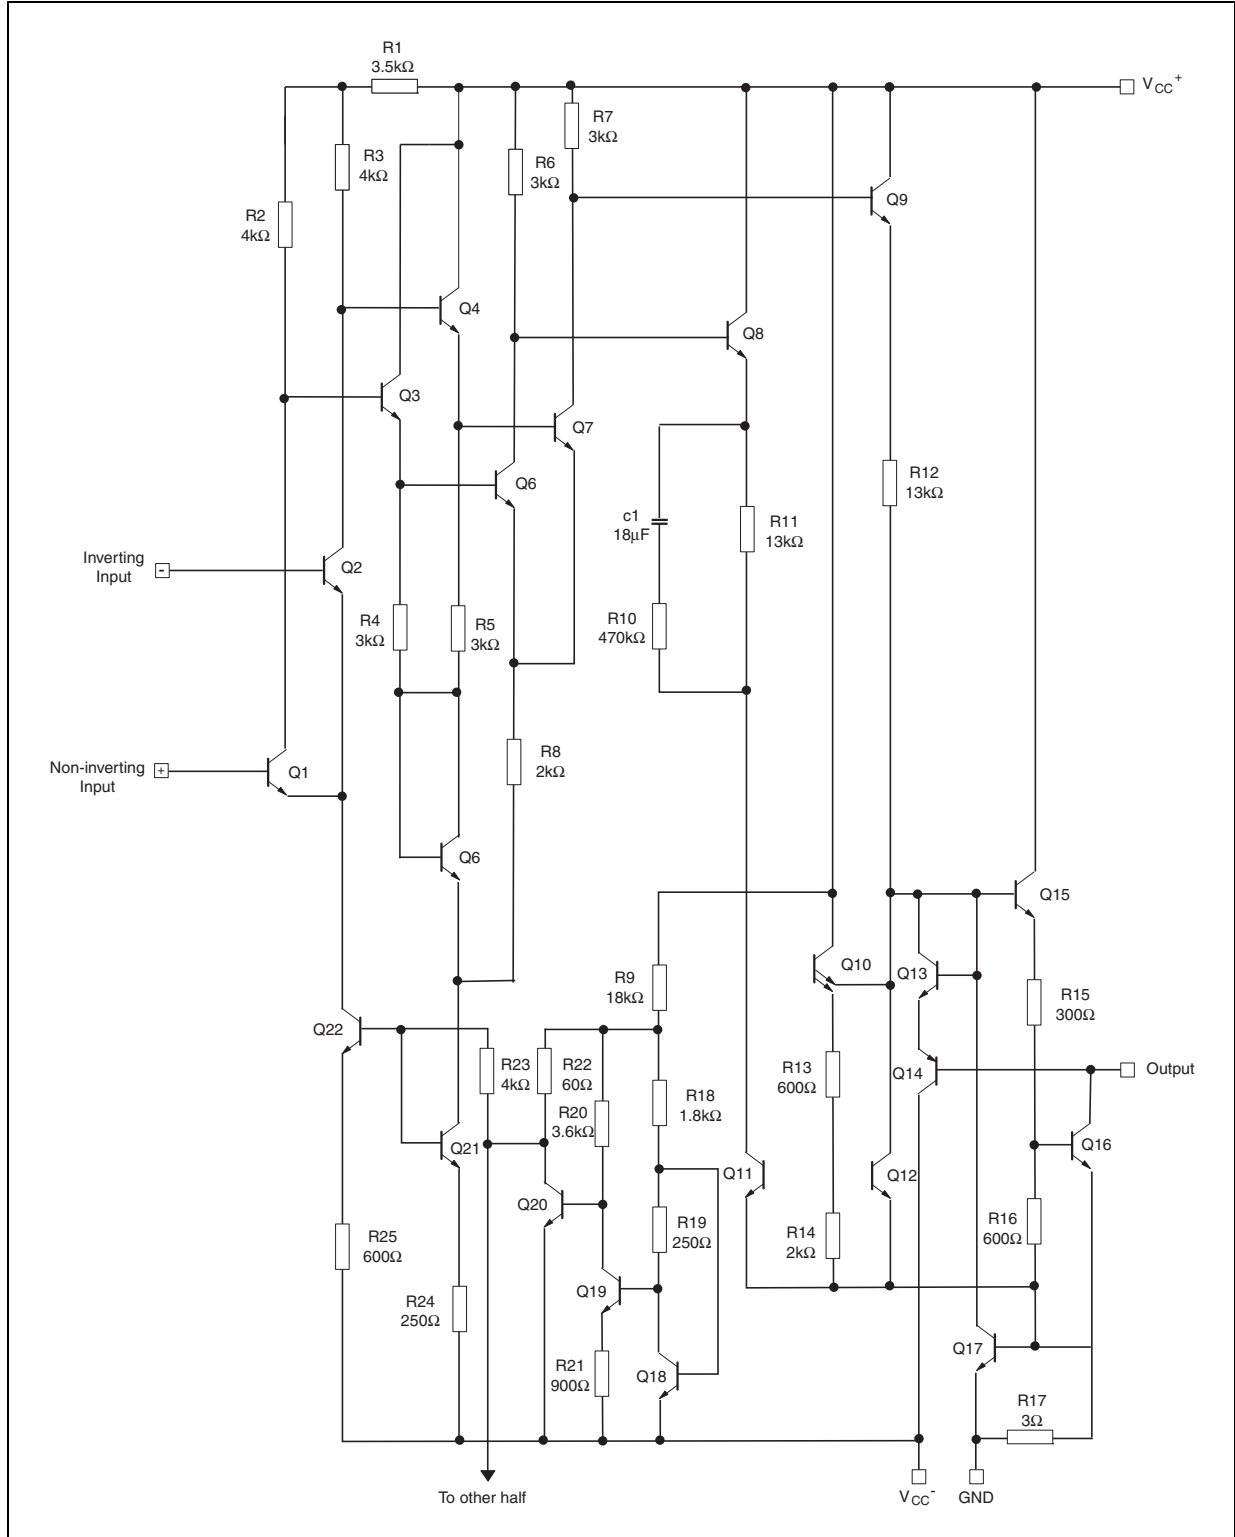 R1
3.5kΩ
VCC+
R7
3kΩ
R3
4kΩ
R6
3kΩ
R2
4kΩ
Q9
Q4
Q8
Q3
Q7
Q6
R12
13kΩ
c1
18µF
R11
13kΩ
Inverting
Input
-
Q2
R4
3kΩ
R5
3kΩ
R10
470kΩ
R8
2kΩ
Non-inverting
Input
+
Q1
Q6
Q15
Q10
Q13
R9
18kΩ
R15
300Ω
Q22
R23
4kΩ
R22
60Ω
R13
600Ω
Q14
Output
R18
1.8kΩ
R20
3.6kΩ
Q21
Q16
Q11
Q12
Q20
R25
600Ω
R19
250Ω
R14
2kΩ
R16
600Ω
Q19
R24
250Ω
Q17
R21
900Ω
Q18
R17
3Ω
To other half
VCC-
GND